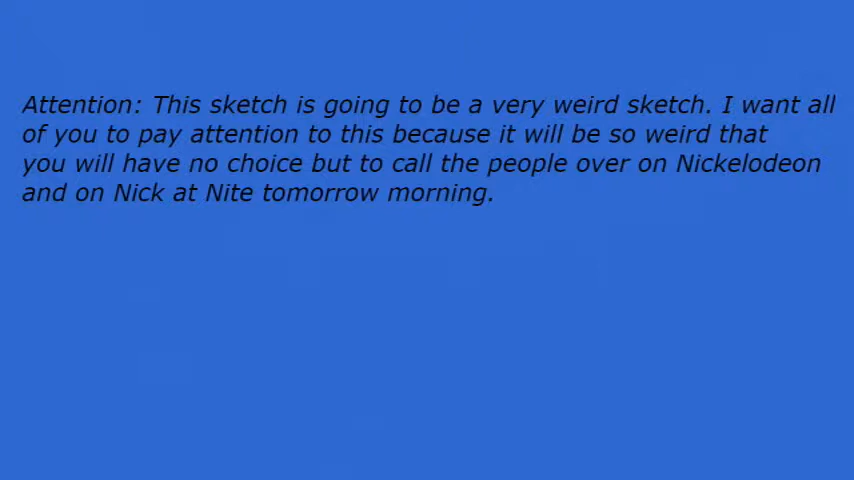 Attention: This sketch is going to be a very weird sketch. I want all
of you to pay attention to this because it will be so weird that
you will have no choice but to call the people over on Nickelodeon
and on Nick at Nite tomorrow morning.